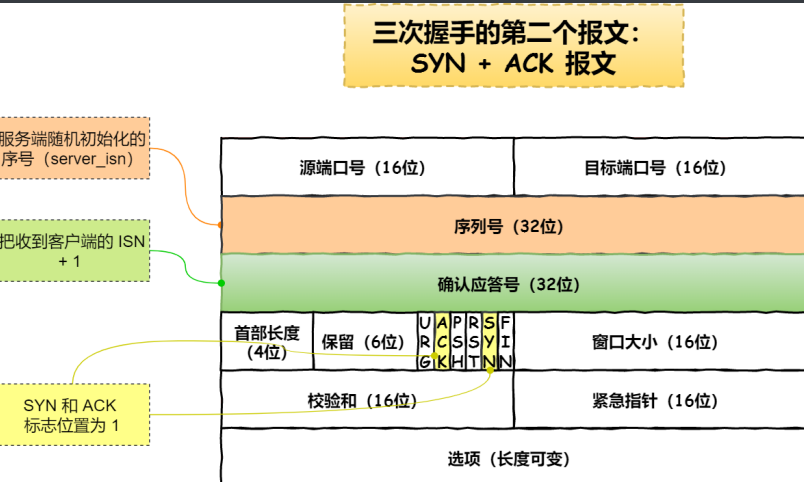 三次握手的第二个报文：
SYN + ACK 报文
服务端随机初始化的
序号（server_isn）
源端口号（16位）
目标端口号（16位）
序列号（32位）
把收到客户端的 ISN
+ 1
确认应答号（32位）
首部长度
（4位）
保留（6位）
URG
ACK
PSH
RST
SYN
FIN
窗口大小（16位）
SYN 和 ACK
标志位置为 1
校验和（16位）
紧急指针（16位）
选项（长度可变）